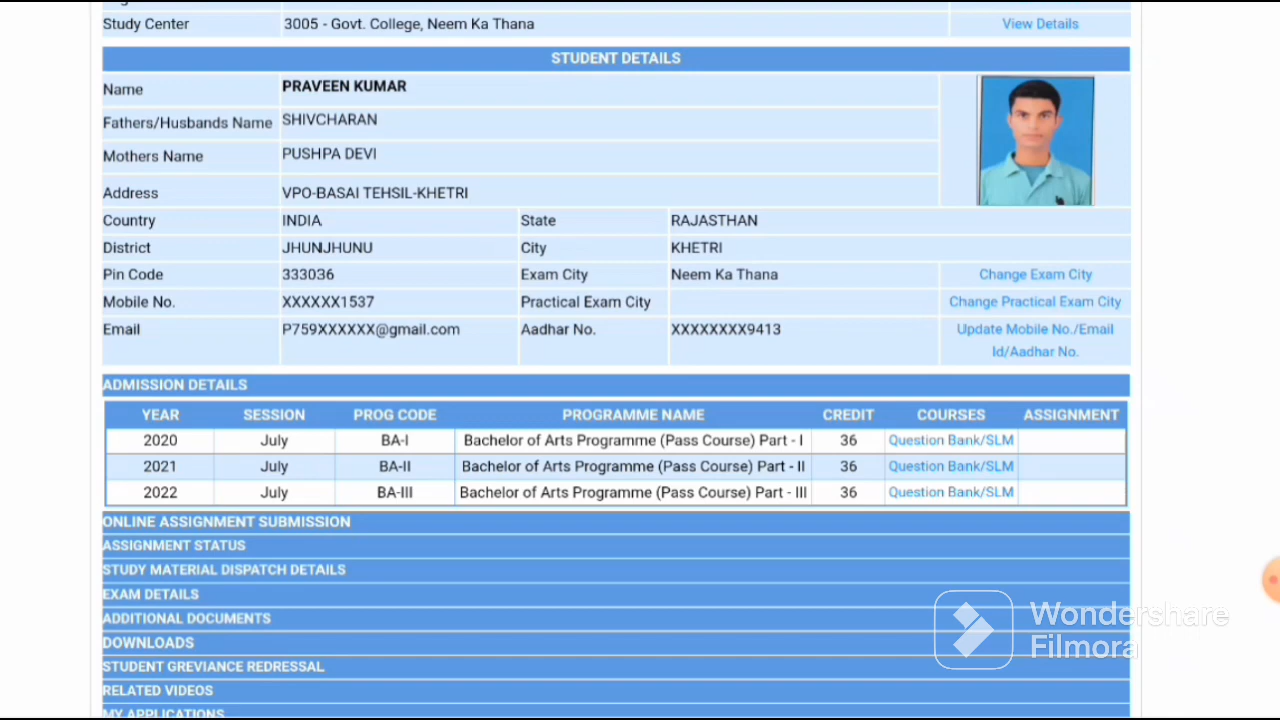 Study Center 3005 - Govt. College, Neem Ka Thana View Details
STUDENT DETAILS
Name PRAVEEN KUMAR
Fathers/Husbands Name SHIVCHARAN
Mothers Name PUSHPA DEVI
Address VPO-BASAI TEHSIL-KHETRI
Country INDIA State RAJASTHAN
District JHUNJHUNU City KHETRI
Pin Code 333036 Exam City Neem Ka Thana Change Exam City
Mobile No. XXXXXX1537 Practical Exam City Change Practical Exam City
Email P759XXXXXX@gmail.com Aadhar No. XXXXXXXX9413 Update Mobile No./Email
Id/Aadhar No.
ADMISSION DETAILS
YEAR SESSION PROG CODE PROGRAMME NAME CREDIT COURSES ASSIGNMENT
2020 July BA-I Bachelor of Arts Programme (Pass Course) Part - I 36 Question Bank/SLM
2021 July BA-II Bachelor of Arts Programme (Pass Course) Part - II 36 Question Bank/SLM
2022 July BA-III Bachelor of Arts Programme (Pass Course) Part - III 36 Question Bank/SLM
ONLINE ASSIGNMENT SUBMISSION
ASSIGNMENT STATUS
STUDY MATERIAL DISPATCH DETAILS
EXAM DETAILS
ADDITIONAL DOCUMENTS
DOWNLOADS
STUDENT GREVIANCE REDRESSAL
RELATED VIDEOS
MY APPLICATIONS
Wondershare
Filmora